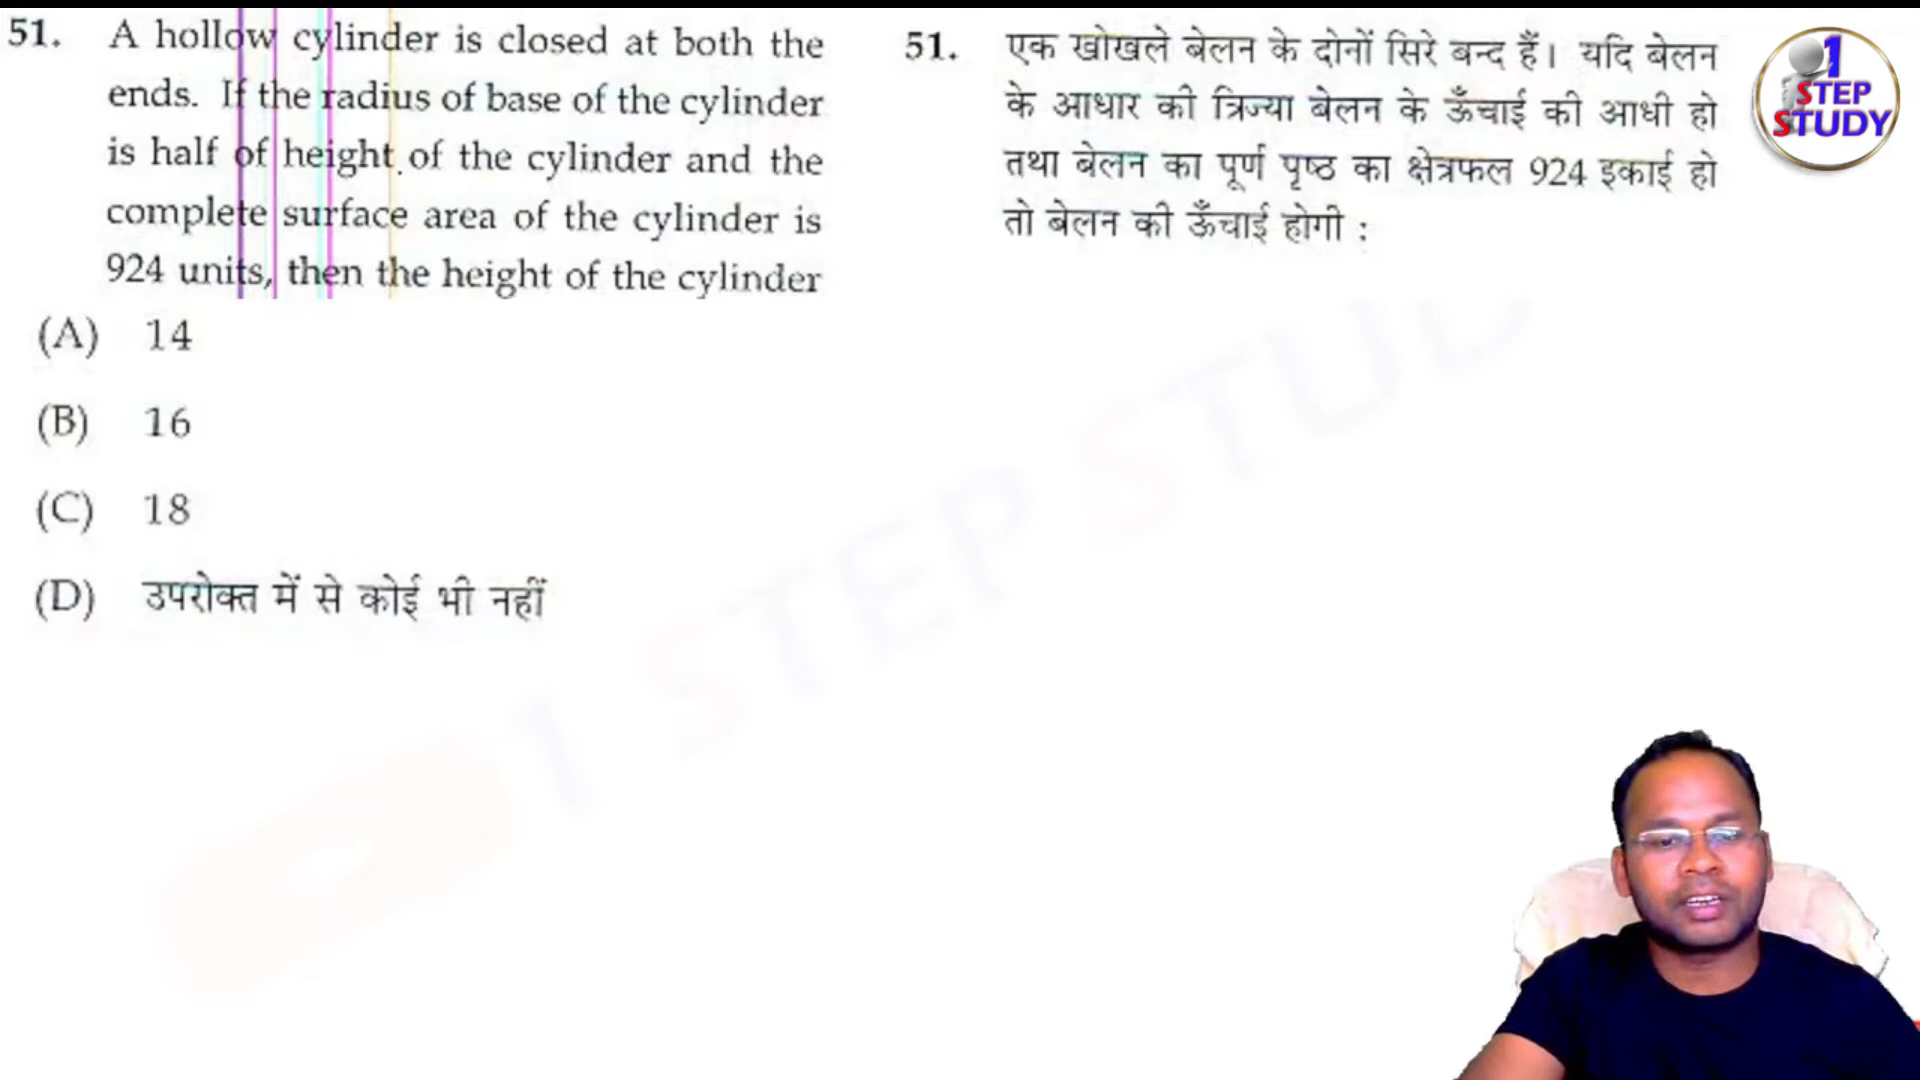 51. A hollow cylinder is closed at both the
ends. If the radius of base of the cylinder
is half of height of the cylinder and the
complete surface area of the cylinder is
924 units, then the height of the cylinder
(A) 14
(B) 16
(C) 18
(D) उपरोक्त में से कोई भी नहीं
51. एक खोखले बेलन के दोनों सिरे बन्द हैं। यदि बेलन
के आधार की त्रिज्या बेलन के ऊँचाई की आधी हो
तथा बेलन का पूर्ण पृष्ठ का क्षेत्रफल 924 इकाई हो
तो बेलन की ऊँचाई होगी :
1
STEP
STUDY
1 STEP STUD